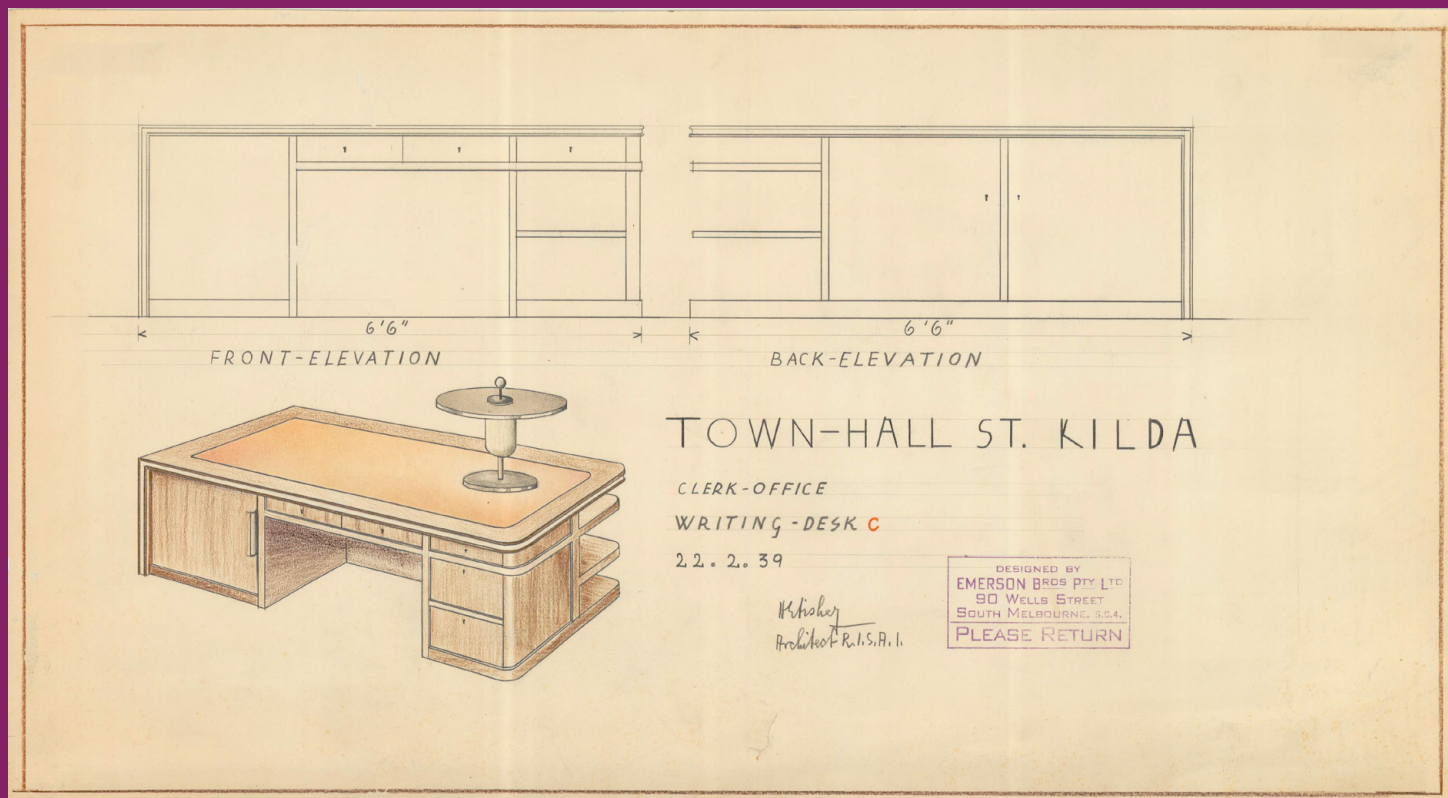 6'6"
6'6"
FRONT-ELEVATION
BACK-ELEVATION
TOWN-HALL ST. KILDA
CLERK-OFFICE
WRITING-DESK C
22.2.39
Architect R.I.S.A.I.
DESIGNED BY
EMERSON BROS PTY LTD
90 WELLS STREET
SOUTH MELBOURNE. S.C.4.
PLEASE RETURN